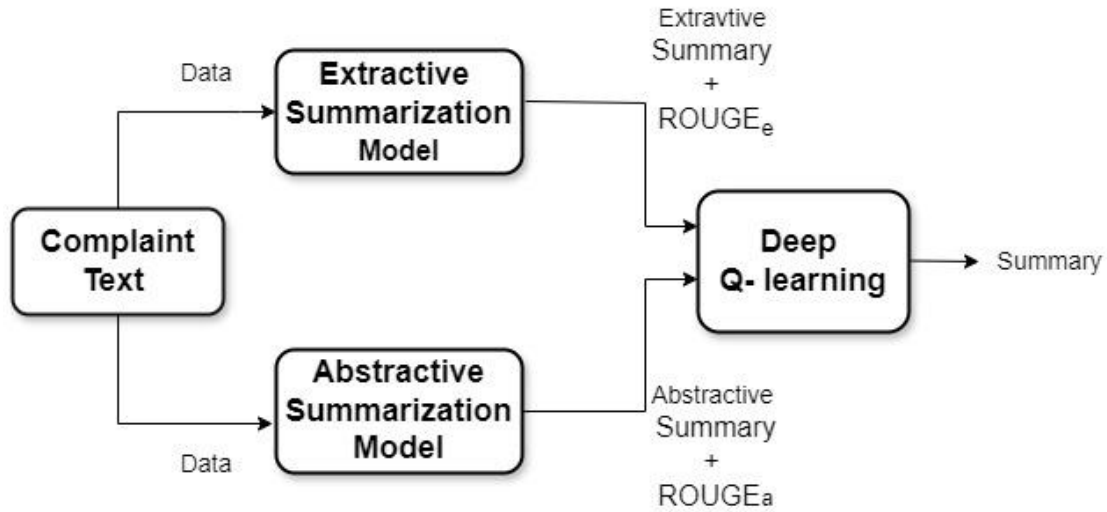 Complaint
Text
Data
Extractive
Summarization
Model
Extravtive
Summary
+
ROUGEe
Data
Abstractive
Summarization
Model
Abstractive
Summary
+
ROUGEa
Deep
Q- learning
Summary